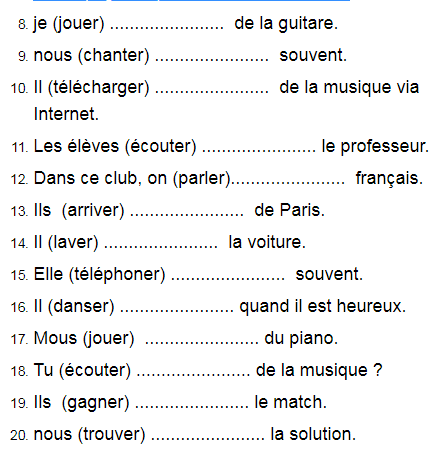 8. je (jouer) ....................... de la guitare.
9. nous (chanter) ....................... souvent.
10. Il (télécharger) ....................... de la musique via
Internet.
11. Les élèves (écouter) ....................... le professeur.
12. Dans ce club, on (parler)....................... français.
13. Ils (arriver) ....................... de Paris.
14. Il (laver) ....................... la voiture.
15. Elle (téléphoner) ....................... souvent.
16. Il (danser) ....................... quand il est heureux.
17. Mous (jouer) ....................... du piano.
18. Tu (écouter) ....................... de la musique ?
19. Ils (gagner) ....................... le match.
20. nous (trouver) ....................... la solution.